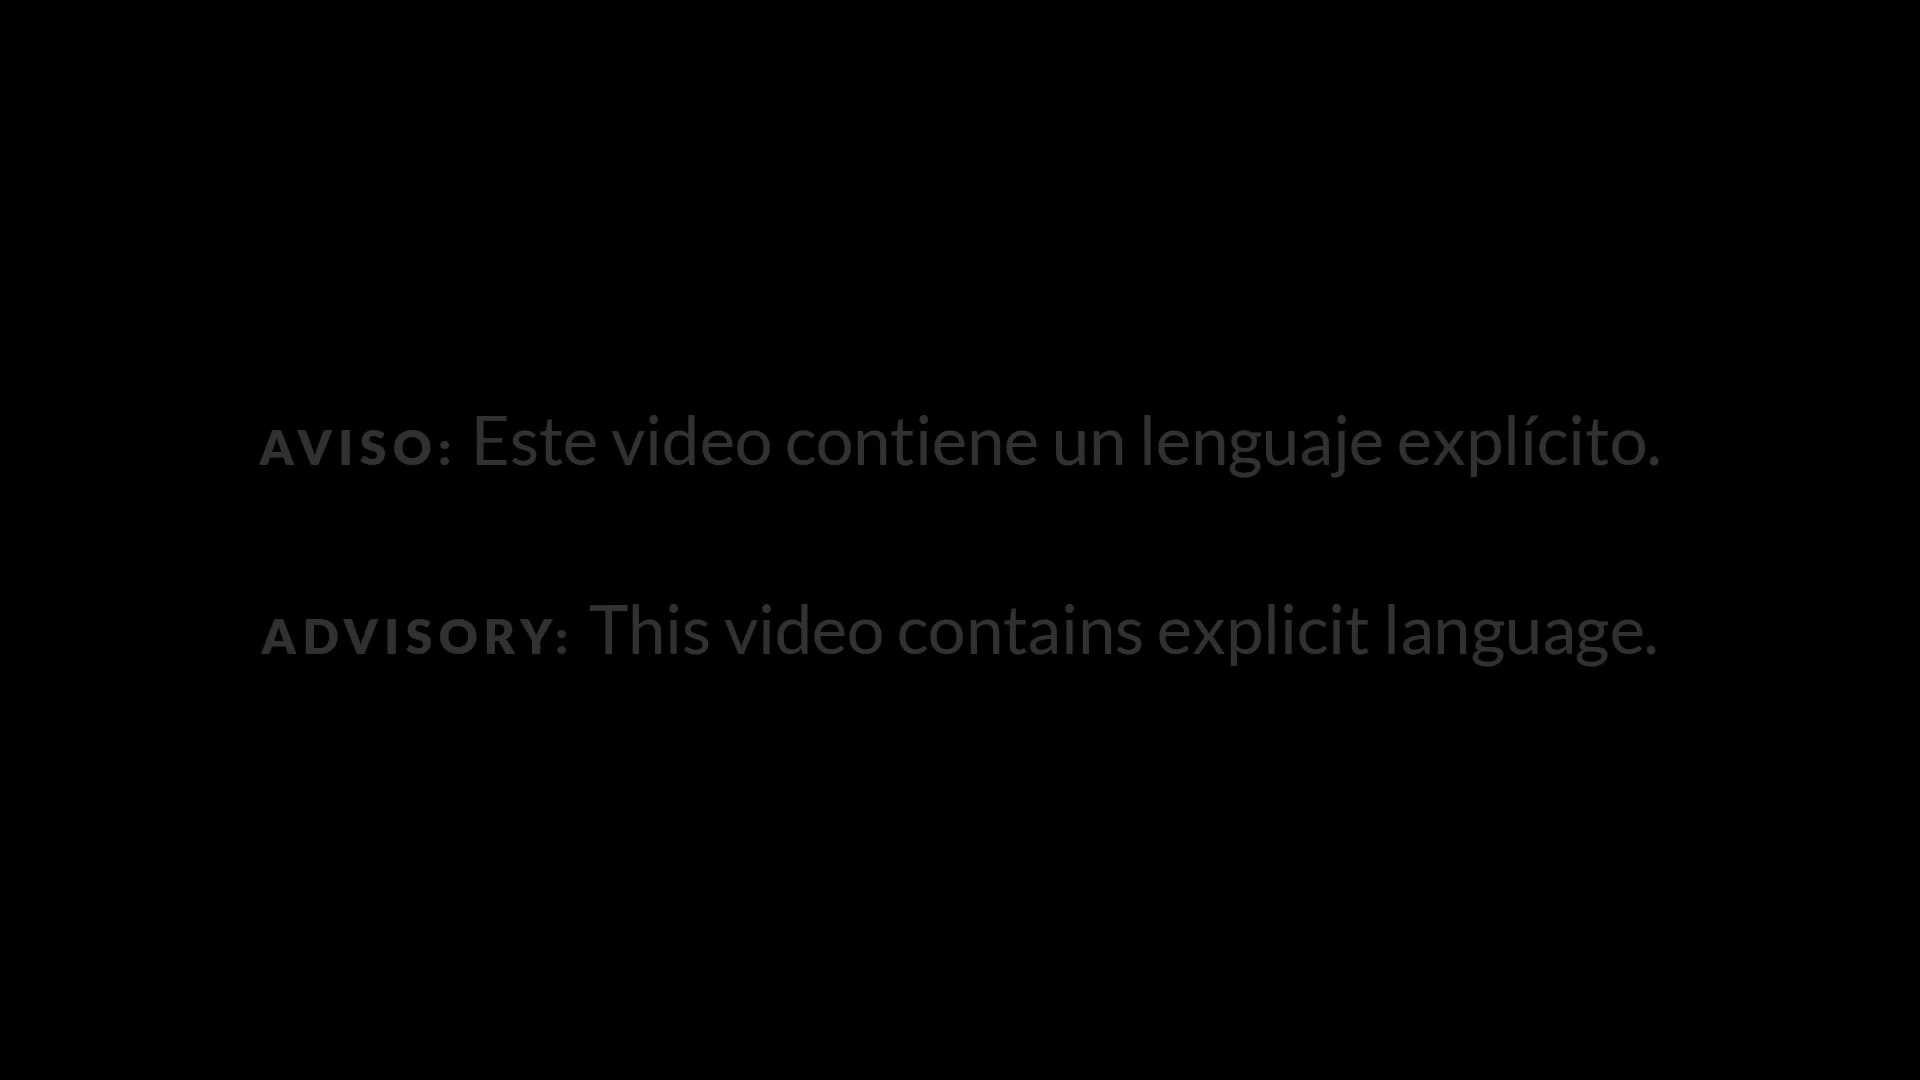 AVISO: Este video contiene un lenguaje explícito.
ADVISORY: This video contains explicit language.